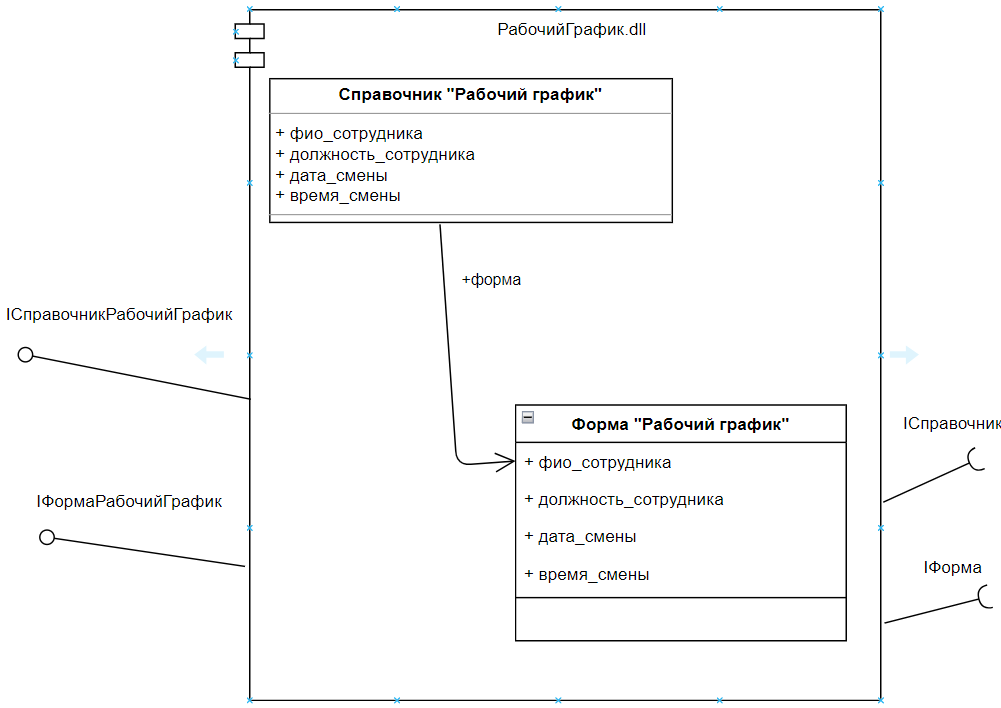 РабочийГрафик.dll
Справочник "Рабочий график"
+ фио_сотрудника
+ должность_сотрудника
+ дата_смены
+ время_смены
+форма
IСправочникРабочийГрафик
IФормаРабочийГрафик
Форма "Рабочий график"
+ фио_сотрудника
+ должность_сотрудника
+ дата_смены
+ время_смены
IСправочник
IФорма